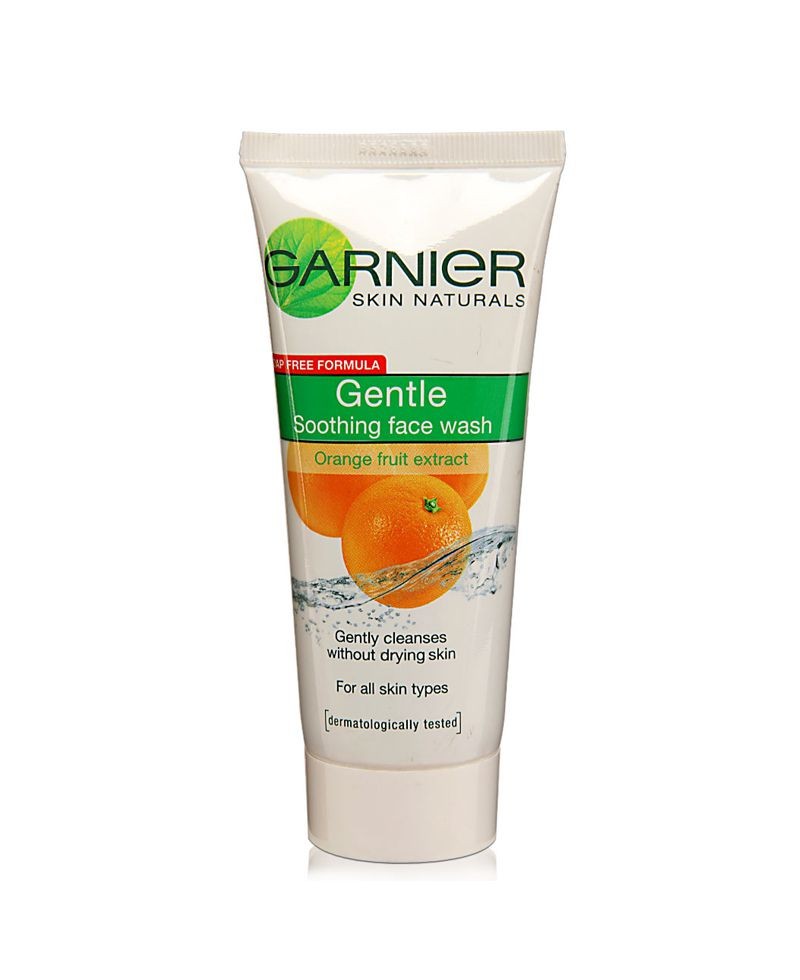 GARNIER
SKIN NATURALS
AP FREE FORMULA
Gentle
Soothing face wash
Orange fruit extract
Gently cleanses
without drying skin
For all skin types
[dermatologically tested]